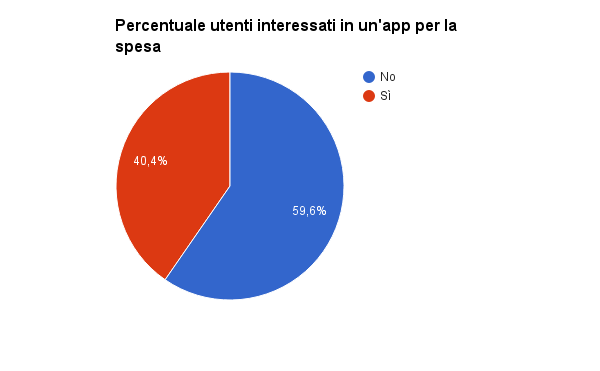 Percentuale utenti interessati in un'app per la
spesa
No
Sì
40,4%
59,6%